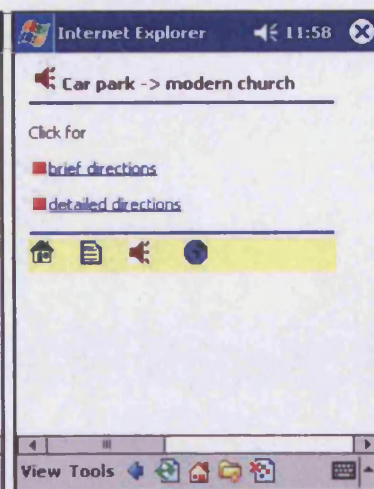 Internet Explorer 11:58
Car park -> modern church
Click for
brief directions
detailed directions
View Tools